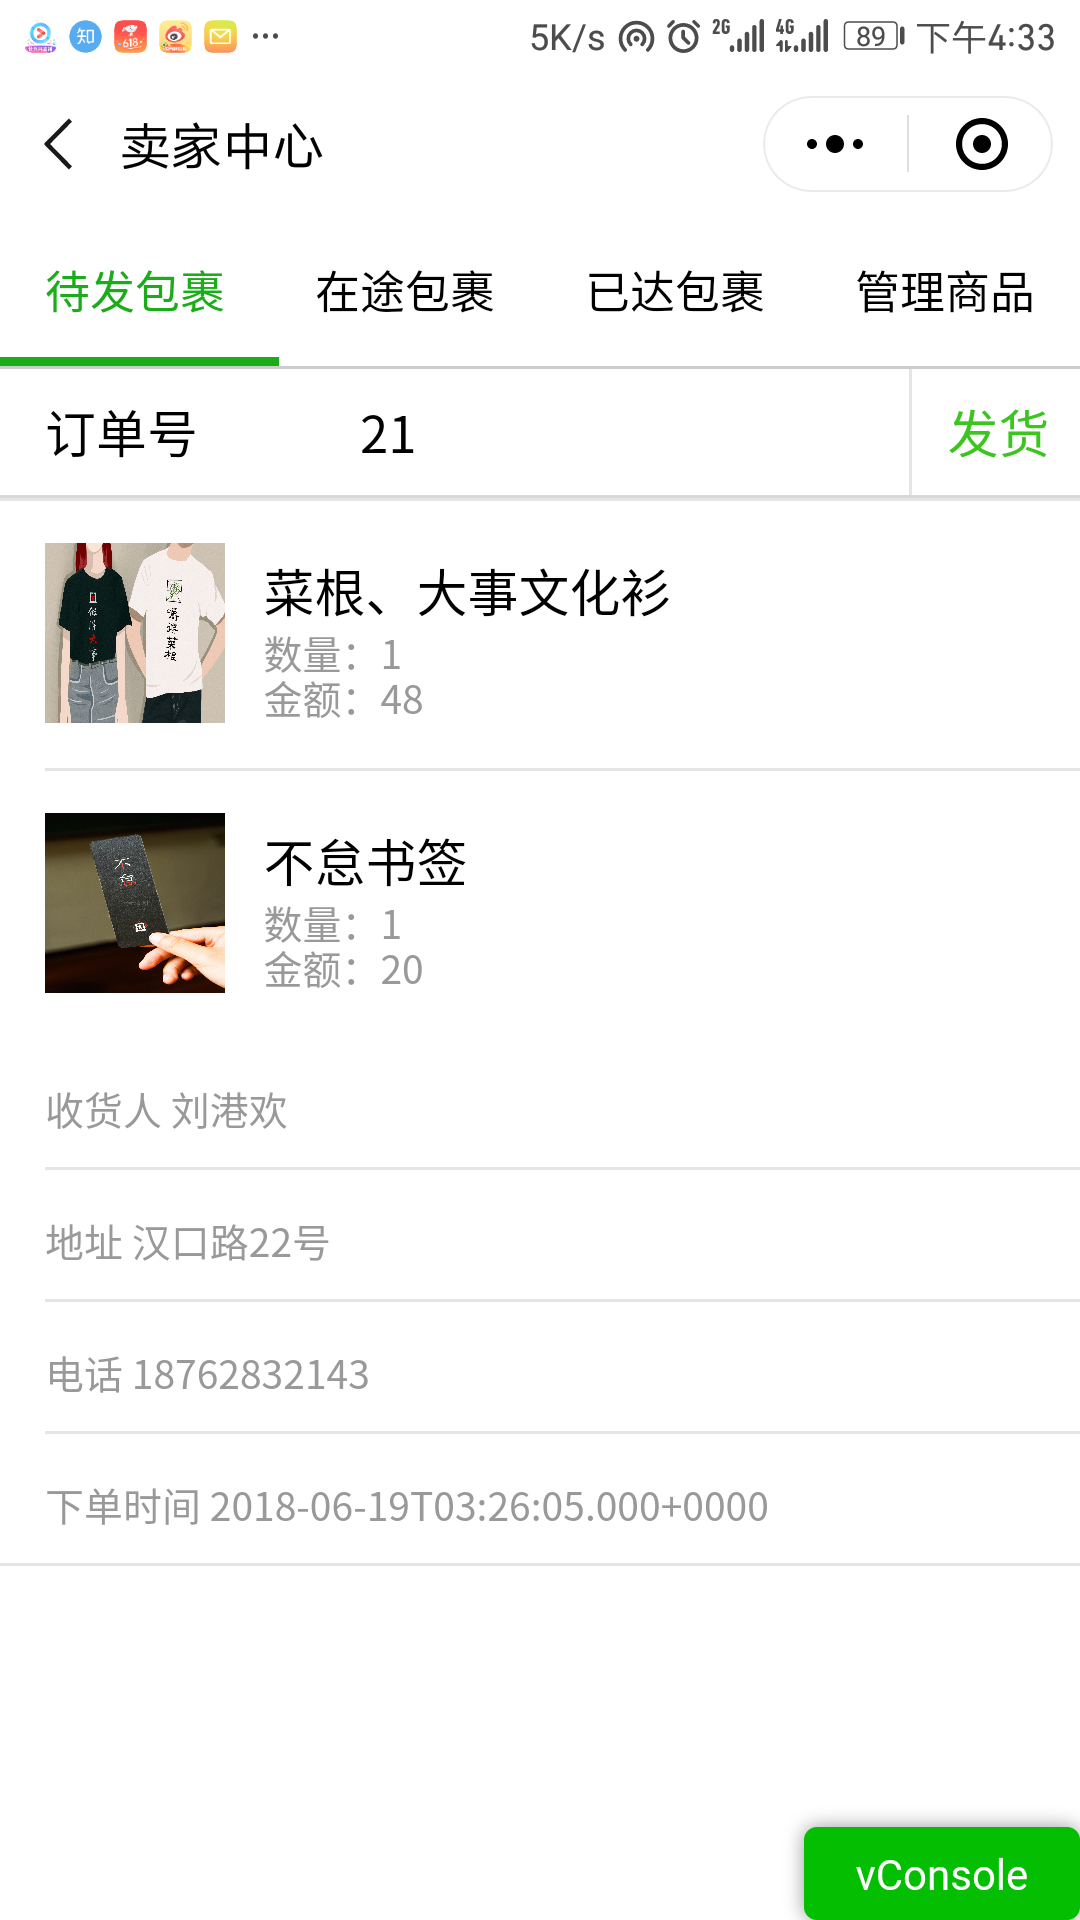 知
618
5K/s 2G 4G 89 下午4:33
卖家中心
待发包裹 在途包裹 已达包裹 管理商品
订单号 21 发货
菜根、大事文化衫
数量：1
金额：48
不怠书签
数量：1
金额：20
不
怠
收货人 刘港欢
地址 汉口路22号
电话 18762832143
下单时间 2018-06-19T03:26:05.000+0000
vConsole